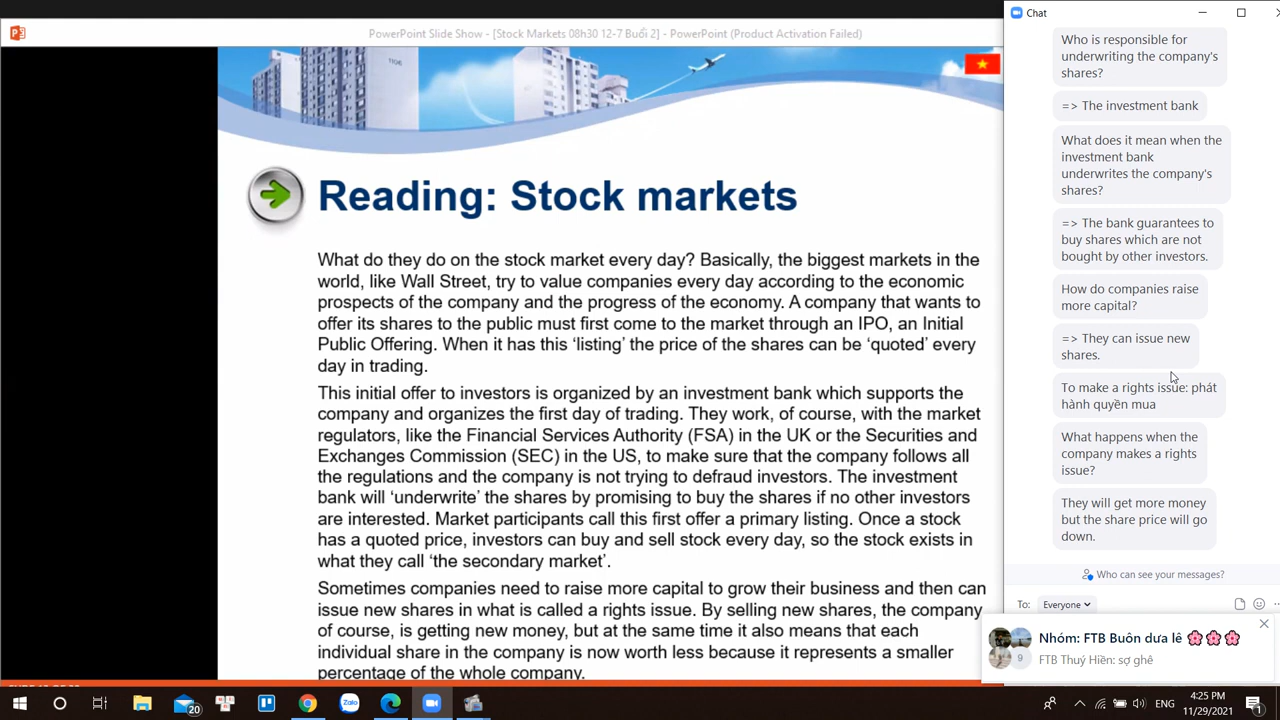 PowerPoint Slide Show - [Stock Markets 08h30 12-7 Buổi 2] - PowerPoint (Product Activation Failed)
Reading: Stock markets
What do they do on the stock market every day? Basically, the biggest markets in the
world, like Wall Street, try to value companies every day according to the economic
prospects of the company and the progress of the economy. A company that wants to
offer its shares to the public must first come to the market through an IPO, an Initial
Public Offering. When it has this ‘listing’ the price of the shares can be ‘quoted’ every
day in trading.
This initial offer to investors is organized by an investment bank which supports the
company and organizes the first day of trading. They work, of course, with the market
regulators, like the Financial Services Authority (FSA) in the UK or the Securities and
Exchanges Commission (SEC) in the US, to make sure that the company follows all
the regulations and the company is not trying to defraud investors. The investment
bank will ‘underwrite’ the shares by promising to buy the shares if no other investors
are interested. Market participants call this first offer a primary listing. Once a stock
has a quoted price, investors can buy and sell stock every day, so the stock exists in
what they call ‘the secondary market’.
Sometimes companies need to raise more capital to grow their business and then can
issue new shares in what is called a rights issue. By selling new shares, the company
of course, is getting new money, but at the same time it also means that each
individual share in the company is now worth less because it represents a smaller
percentage of the whole company.
Chat
Who is responsible for
underwriting the company's
shares?
=> The investment bank
What does it mean when the
investment bank
underwrites the company's
shares?
=> The bank guarantees to
buy shares which are not
bought by other investors.
How do companies raise
more capital?
=> They can issue new
shares.
To make a rights issue: phát
hành quyền mua
What happens when the
company makes a rights
issue?
They will get more money
but the share price will go
down.
Who can see your messages?
To: Everyone
Nhóm: FTB Buôn dưa lê 🌸🌸🌸
9
FTB Thuý Hiền: sợ ghê
20
Zalo
ENG
4:25 PM
11/29/2021
1